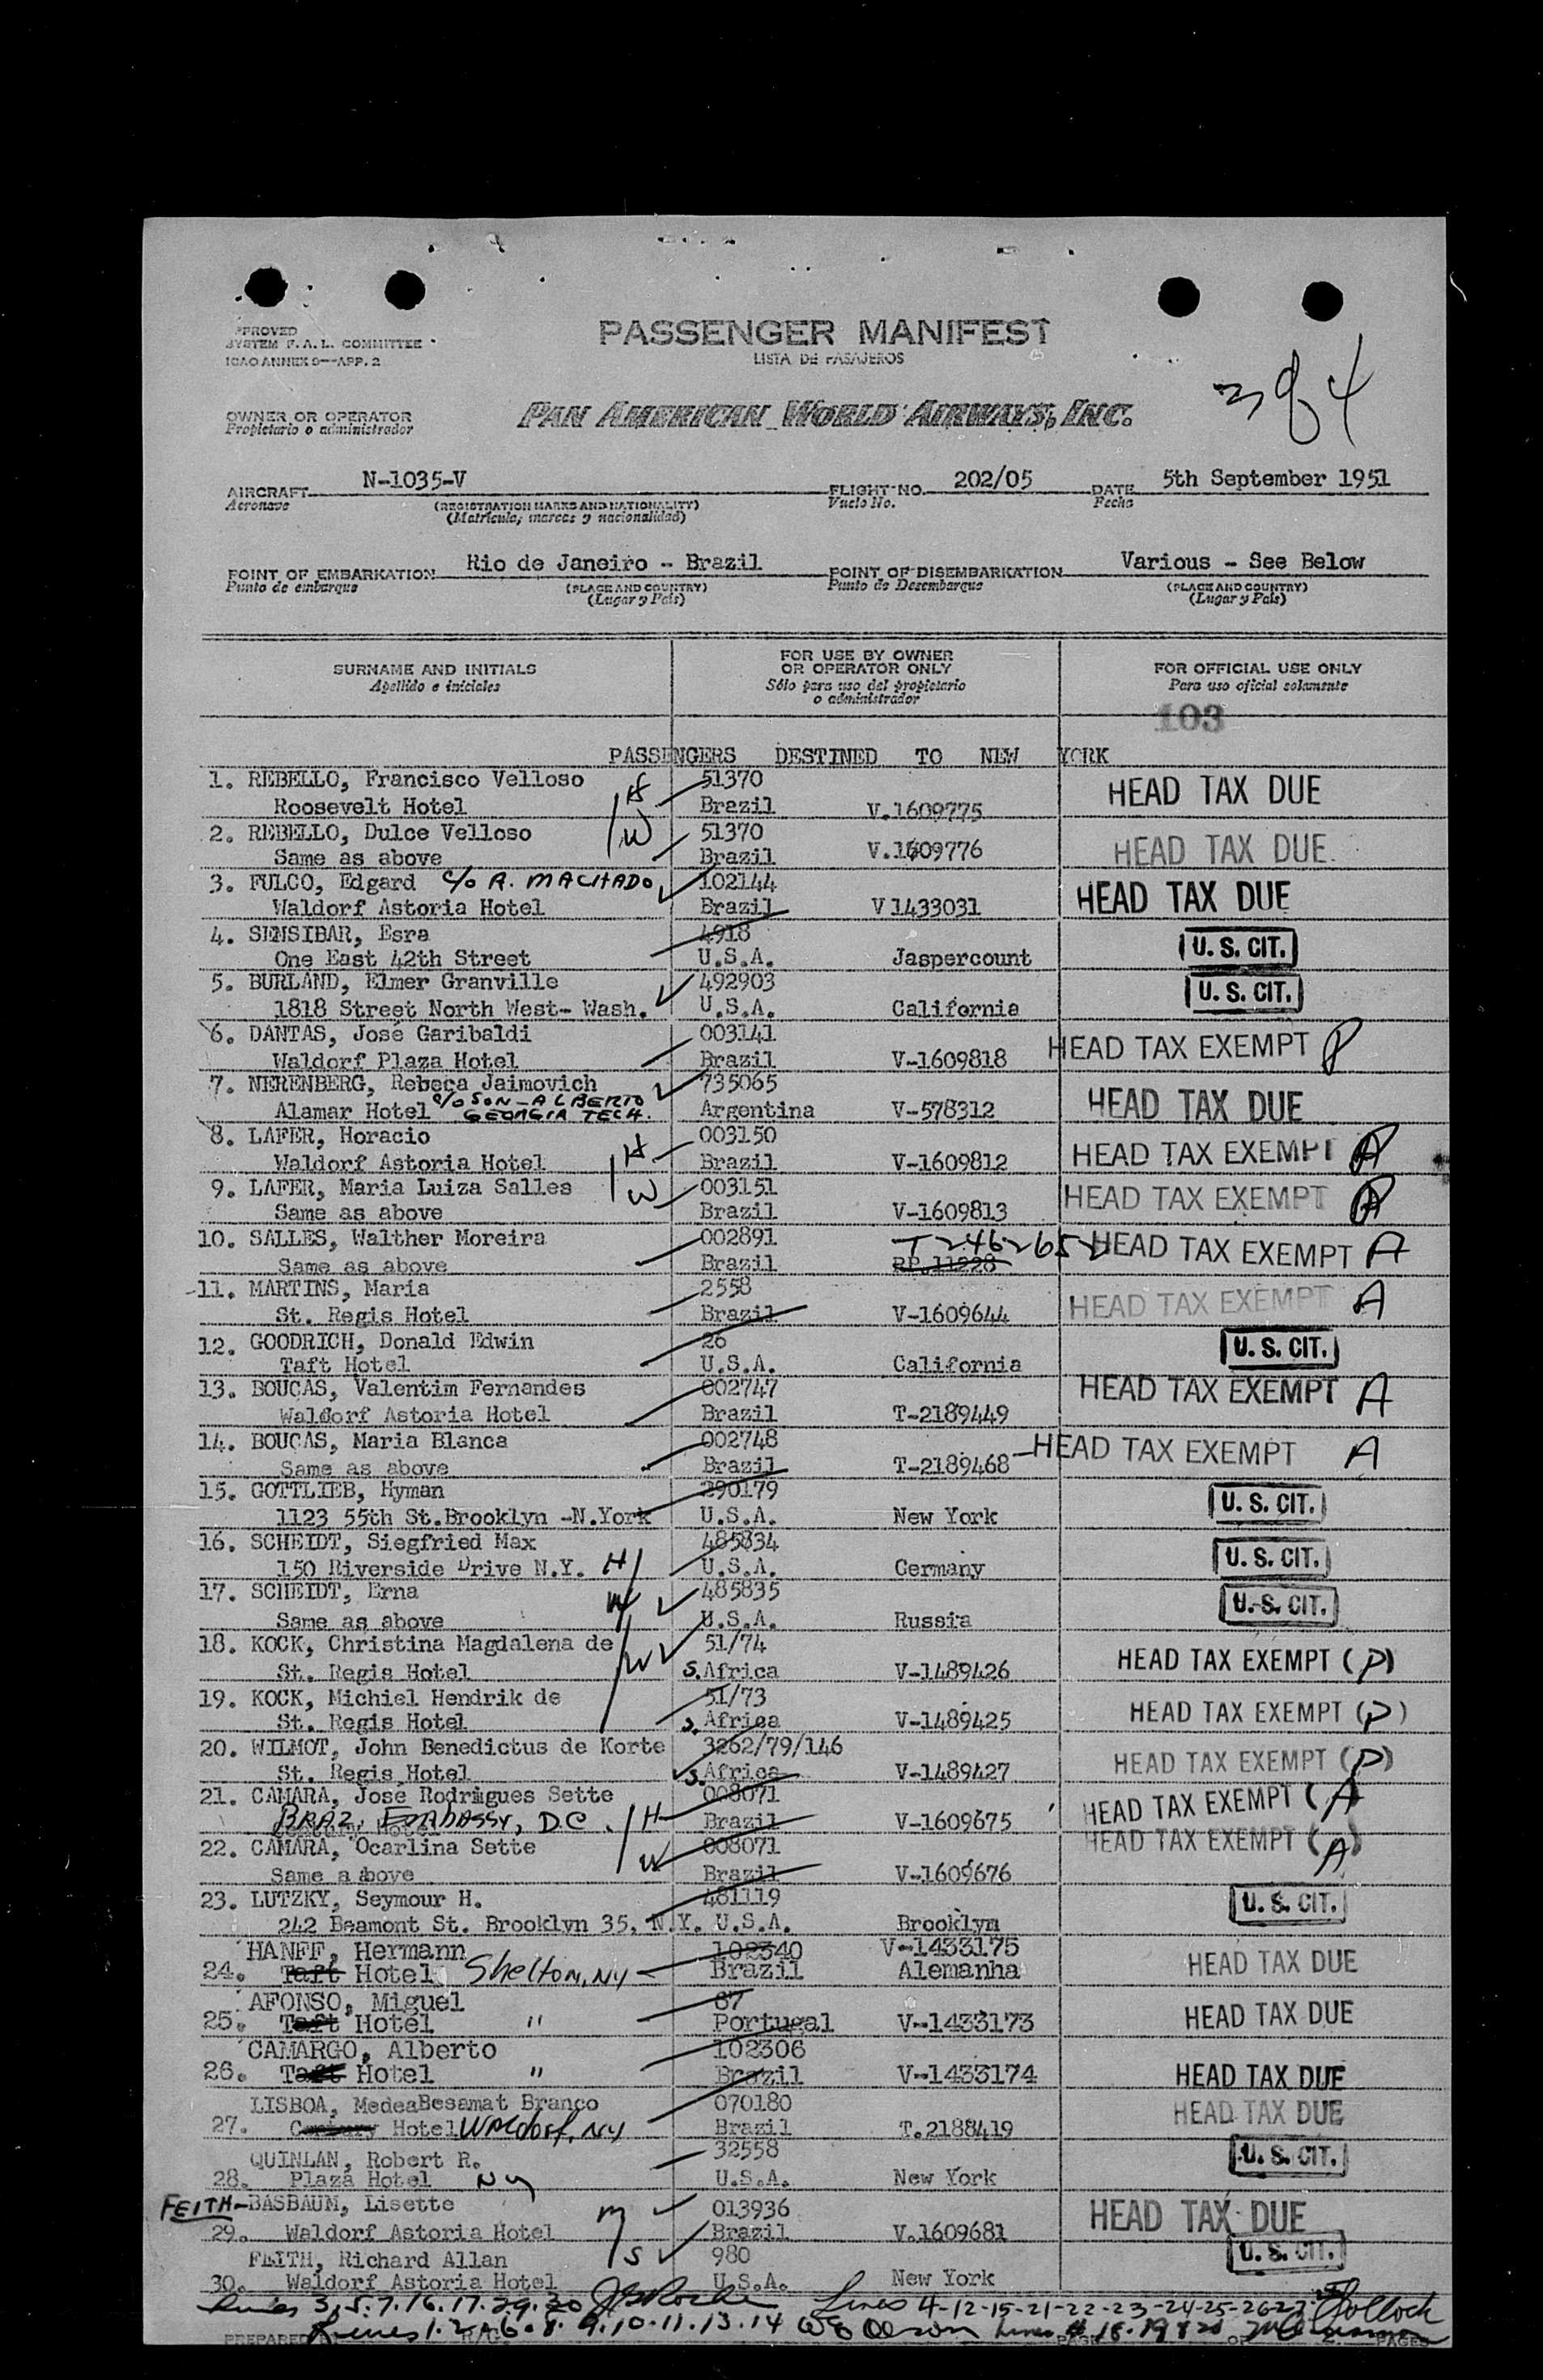 PASSENGER MANIFEST
LISTA DE PASAJEROS
384
PROVED
SYSTEM F.A.L. COMMITTEE
ICAO ANNEX 9—APP. 2
OWNER OR OPERATOR
Propietario o administrador
PAN AMERICAN WORLD AIRWAYS, INC.
AIRCRAFT N-1035-V FLIGHT NO. 202/05 DATE 5th September 1951
Aeronave (REGISTRATION MARKS AND NATIONALITY) Vuelo No. Fecha
(Matrícula, marcas y nacionalidad)
POINT OF EMBARKATION Rio de Janeiro - Brazil POINT OF DISEMBARKATION Various - See Below
Punto de embarque (PLACE AND COUNTRY) Punto de Desembarque (PLACE AND COUNTRY)
(Lugar y País) (Lugar y País)
SURNAME AND INITIALS FOR USE BY OWNER OR OPERATOR ONLY FOR OFFICIAL USE ONLY
Apellido e iniciales Sólo para uso del propietario o administrador Para uso oficial solamente
103
PASSENGERS DESTINED TO NEW YORK
1. REBELLO, Francisco Velloso H 51370 HEAD TAX DUE
Roosevelt Hotel Brazil V.1609775
2. REBELLO, Dulce Velloso W 51370 HEAD TAX DUE
Same as above Brazil V.1609776
3. FULCO, Edgard c/o A. MACHADO 102144 HEAD TAX DUE
Waldorf Astoria Hotel Brazil V 1433031
4. SENSIBAR, Esra 4918 U. S. CIT.
One East 42th Street U.S.A. Jaspercount
5. BURLAND, Elmer Granville 492903 U. S. CIT.
1818 Street North West- Wash. U.S.A. California
6. DANTAS, José Garibaldi 003141 HEAD TAX EXEMPT P
Waldorf Plaza Hotel Brazil V-1609818
7. NERENBERG, Rebeca Jaimovich 735065 HEAD TAX DUE
Alamar Hotel c/o SON-ALBERTO GEORGIA TECH. Argentina V-578312
8. LAFER, Horacio H 003150 HEAD TAX EXEMPT A
Waldorf Astoria Hotel Brazil V-1609812
9. LAFER, Maria Luiza Salles W 003151 HEAD TAX EXEMPT A
Same as above Brazil V-1609813
10. SALLES, Walther Moreira 002891 T2462652 HEAD TAX EXEMPT A
Same as above Brazil RP.11928
11. MARTINS, Maria 2558 HEAD TAX EXEMPT A
St. Regis Hotel Brazil V-1609644
12. GOODRICH, Donald Edwin 26 U. S. CIT.
Taft Hotel U.S.A. California
13. BOUCAS, Valentim Fernandes 002747 HEAD TAX EXEMPT A
Waldorf Astoria Hotel Brazil T-2189449
14. BOUCAS, Maria Blanca 002748 HEAD TAX EXEMPT A
Same as above Brazil T-2189468
15. GOTTLIEB, Hyman 290179 U. S. CIT.
1123 55th St.Brooklyn -N.York U.S.A. New York
16. SCHEIDT, Siegfried Max 485834 U. S. CIT.
150 Riverside Drive N.Y. H U.S.A. Germany
17. SCHEIDT, Erna W 485835 U. S. CIT.
Same as above U.S.A. Russia
18. KOCK, Christina Magdalena de W 51/74 HEAD TAX EXEMPT (P)
St. Regis Hotel S.Africa V-1489426
19. KOCK, Michiel Hendrik de 51/73 HEAD TAX EXEMPT (P)
St. Regis Hotel S.Africa V-1489425
20. WILMOT, John Benedictus de Korte 3262/79/146 HEAD TAX EXEMPT (P)
St. Regis Hotel S.Africa V-1489427
21. CAMARA, José Rodrigues Sette 008071 HEAD TAX EXEMPT (A)
BRAZ. EMBASSY, D.C. H Brazil V-1609675
22. CAMARA, Ocarlina Sette W 008071 HEAD TAX EXEMPT (A)
Same a above Brazil V-1609676
23. LUTZKY, Seymour H. 481119 U. S. CIT.
242 Beamont St. Brooklyn 35, N.Y. U.S.A. Brooklyn
HANFF, Hermann 102340 V-1433175
24. Taft Hotel Shelton, NY Brazil Alemanha HEAD TAX DUE
AFONSO, Miguel 87
25. Taft Hotel " Portugal V-1433173 HEAD TAX DUE
CAMARGO, Alberto 102306
26. Taft Hotel " Brazil V-1433174 HEAD TAX DUE
LISBOA, MedeaBesamat Branco 070180 HEAD TAX DUE
27. Century Hotel Waldorf, NY Brazil T.2188419
QUINLAN, Robert R. 32558 U. S. CIT.
28. Plaza Hotel NY U.S.A. New York
FEITH-BASBAUM, Lisette M 013936 HEAD TAX DUE
29. Waldorf Astoria Hotel Brazil V.1609681
FEITH, Richard Allan S 980 U. S. CIT.
30. Waldorf Astoria Hotel U.S.A. New York
Lines 3.5.7.16.17.29.30 Lines 4-12-15-21-22-23-24-25-26-27 Pollock
Lines 1.2.6.8.9.10.11.13.14 Olson Lines # 18.19 & 20
PREPARED PAGE OF 2 PAGES